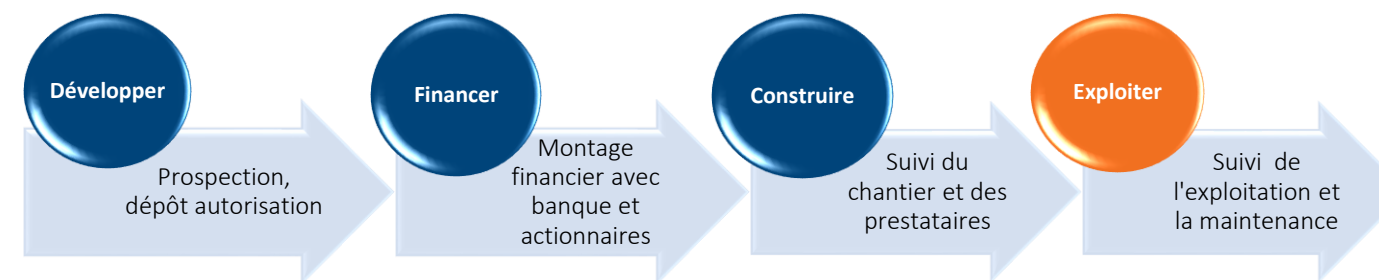 Développer
Prospection,
dépôt autorisation
Financer
Montage
financier avec
banque et
actionnaires
Construire
Suivi du
chantier et des
prestataires
Exploiter
Suivi de
l'exploitation et
la maintenance